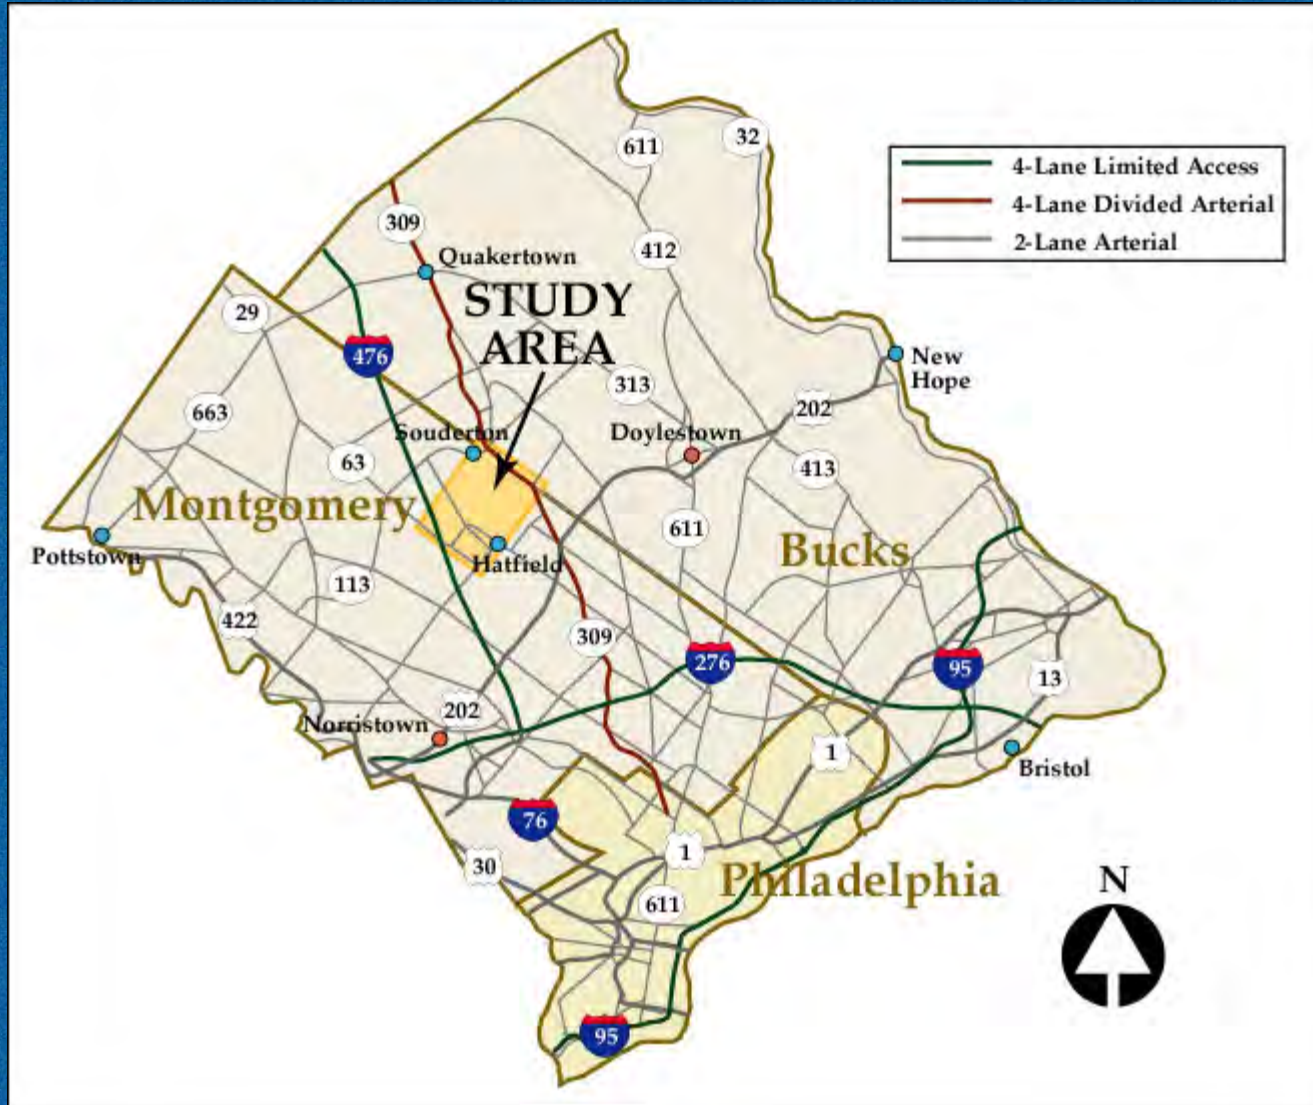 611
32
4-Lane Limited Access
4-Lane Divided Arterial
2-Lane Arterial
309
412
Quakertown
STUDY
AREA
29
476
New
Hope
313
663
202
Souderton
Doylestown
63
413
Montgomery
611
Pottstown
Hatfield
Bucks
113
422
309
276
95
13
202
Norristown
1
Bristol
76
1
30
Philadelphia
611
N
95